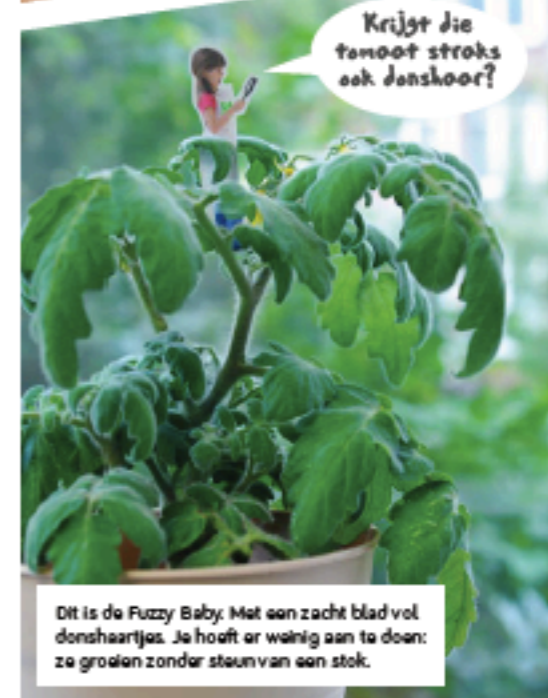 Krijgt die
tomaat straks
ook donshaar?
Dit is de Fuzzy Baby. Met een zacht blad vol
donshaartjes. Je hoeft er weinig aan te doen:
ze groeien zonder steun van een stok.